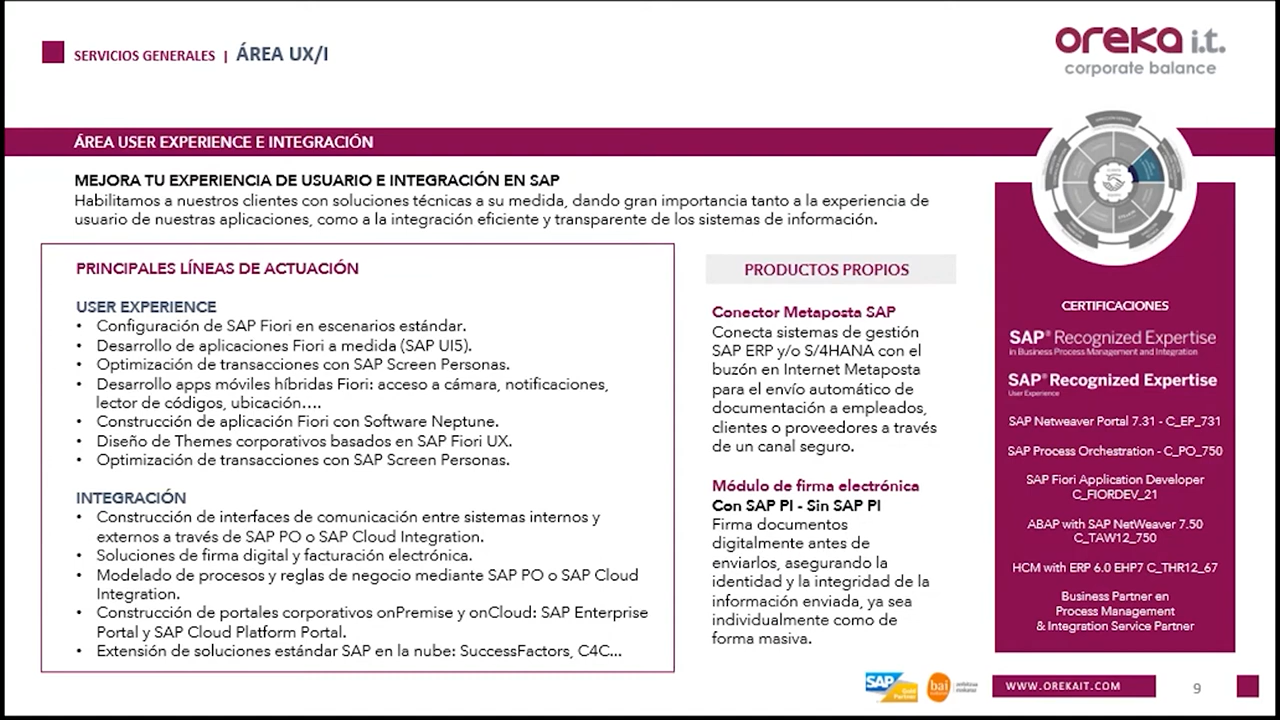 SERVICIOS GENERALES | ÁREA UX/I
oreka i.t.
corporate balance
ÁREA USER EXPERIENCE E INTEGRACIÓN
MEJORA TU EXPERIENCIA DE USUARIO E INTEGRACIÓN EN SAP
Habilitamos a nuestros clientes con soluciones técnicas a su medida, dando gran importancia tanto a la experiencia de
usuario de nuestras aplicaciones, como a la integración eficiente y transparente de los sistemas de información.
PRINCIPALES LÍNEAS DE ACTUACIÓN
USER EXPERIENCE
• Configuración de SAP Fiori en escenarios estándar.
• Desarrollo de aplicaciones Fiori a medida (SAP UI5).
• Optimización de transacciones con SAP Screen Personas.
• Desarrollo apps móviles híbridas Fiori: acceso a cámara, notificaciones,
lector de códigos, ubicación….
• Construcción de aplicación Fiori con Software Neptune.
• Diseño de Themes corporativos basados en SAP Fiori UX.
• Optimización de transacciones con SAP Screen Personas.
INTEGRACIÓN
• Construcción de interfaces de comunicación entre sistemas internos y
externos a través de SAP PO o SAP Cloud Integration.
• Soluciones de firma digital y facturación electrónica.
• Modelado de procesos y reglas de negocio mediante SAP PO o SAP Cloud
Integration.
• Construcción de portales corporativos onPremise y onCloud: SAP Enterprise
Portal y SAP Cloud Platform Portal.
• Extensión de soluciones estándar SAP en la nube: SuccessFactors, C4C...
PRODUCTOS PROPIOS
Conector Metaposta SAP
Conecta sistemas de gestión
SAP ERP y/o S/4HANA con el
buzón en Internet Metaposta
para el envío automático de
documentación a empleados,
clientes o proveedores a través
de un canal seguro.
Módulo de firma electrónica
Con SAP PI - Sin SAP PI
Firma documentos
digitalmente antes de
enviarlos, asegurando la
identidad y la integridad de la
información enviada, ya sea
individualmente como de
forma masiva.
CERTIFICACIONES
SAP® Recognized Expertise
in Business Process Management and Integration
SAP® Recognized Expertise
User Experience
SAP Netweaver Portal 7.31 - C_EP_731
SAP Process Orchestration - C_PO_750
SAP Fiori Application Developer
C_FIORDEV_21
ABAP with SAP NetWeaver 7.50
C_TAW12_750
HCM with ERP 6.0 EHP7 C_THR12_67
Business Partner en
Process Management
& Integration Service Partner
SAP
Gold
Partner
bai
WWW.OREKAIT.COM
9